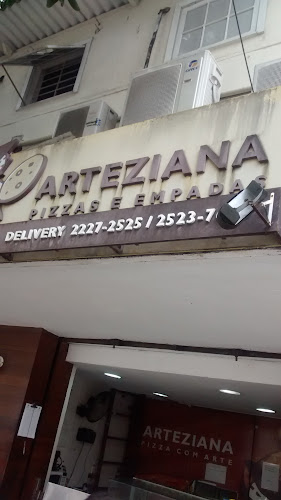 ARTEZIANA
PIZZAS E EMPADAS
DELIVERY 2227-2525 / 2523-7
ARTEZIANA
PIZZA COM ARTE